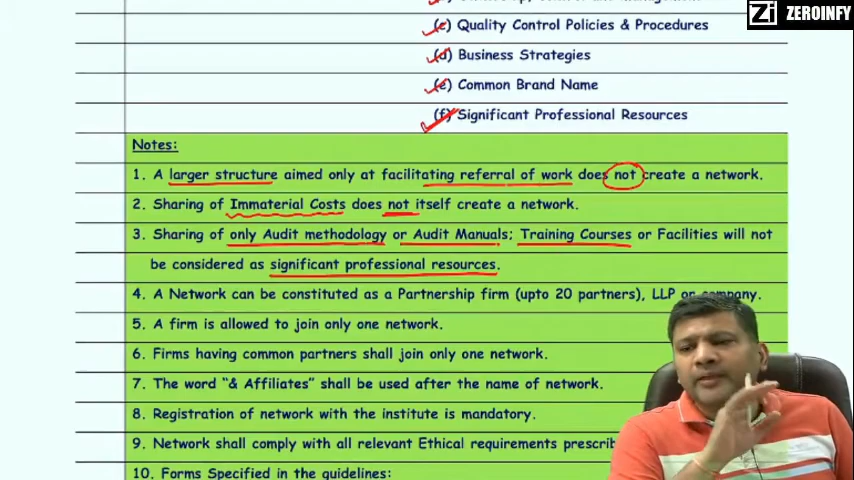 Zi ZEROINFY
(c) Quality Control Policies & Procedures
(d) Business Strategies
(e) Common Brand Name
(f) Significant Professional Resources
Notes:
1. A larger structure aimed only at facilitating referral of work does not create a network.
2. Sharing of Immaterial Costs does not itself create a network.
3. Sharing of only Audit methodology or Audit Manuals; Training Courses or Facilities will not
be considered as significant professional resources.
4. A Network can be constituted as a Partnership firm (upto 20 partners), LLP or company.
5. A firm is allowed to join only one network.
6. Firms having common partners shall join only one network.
7. The word "& Affiliates" shall be used after the name of network.
8. Registration of network with the institute is mandatory.
9. Network shall comply with all relevant Ethical requirements
10. Forms Specified in the guidelines: